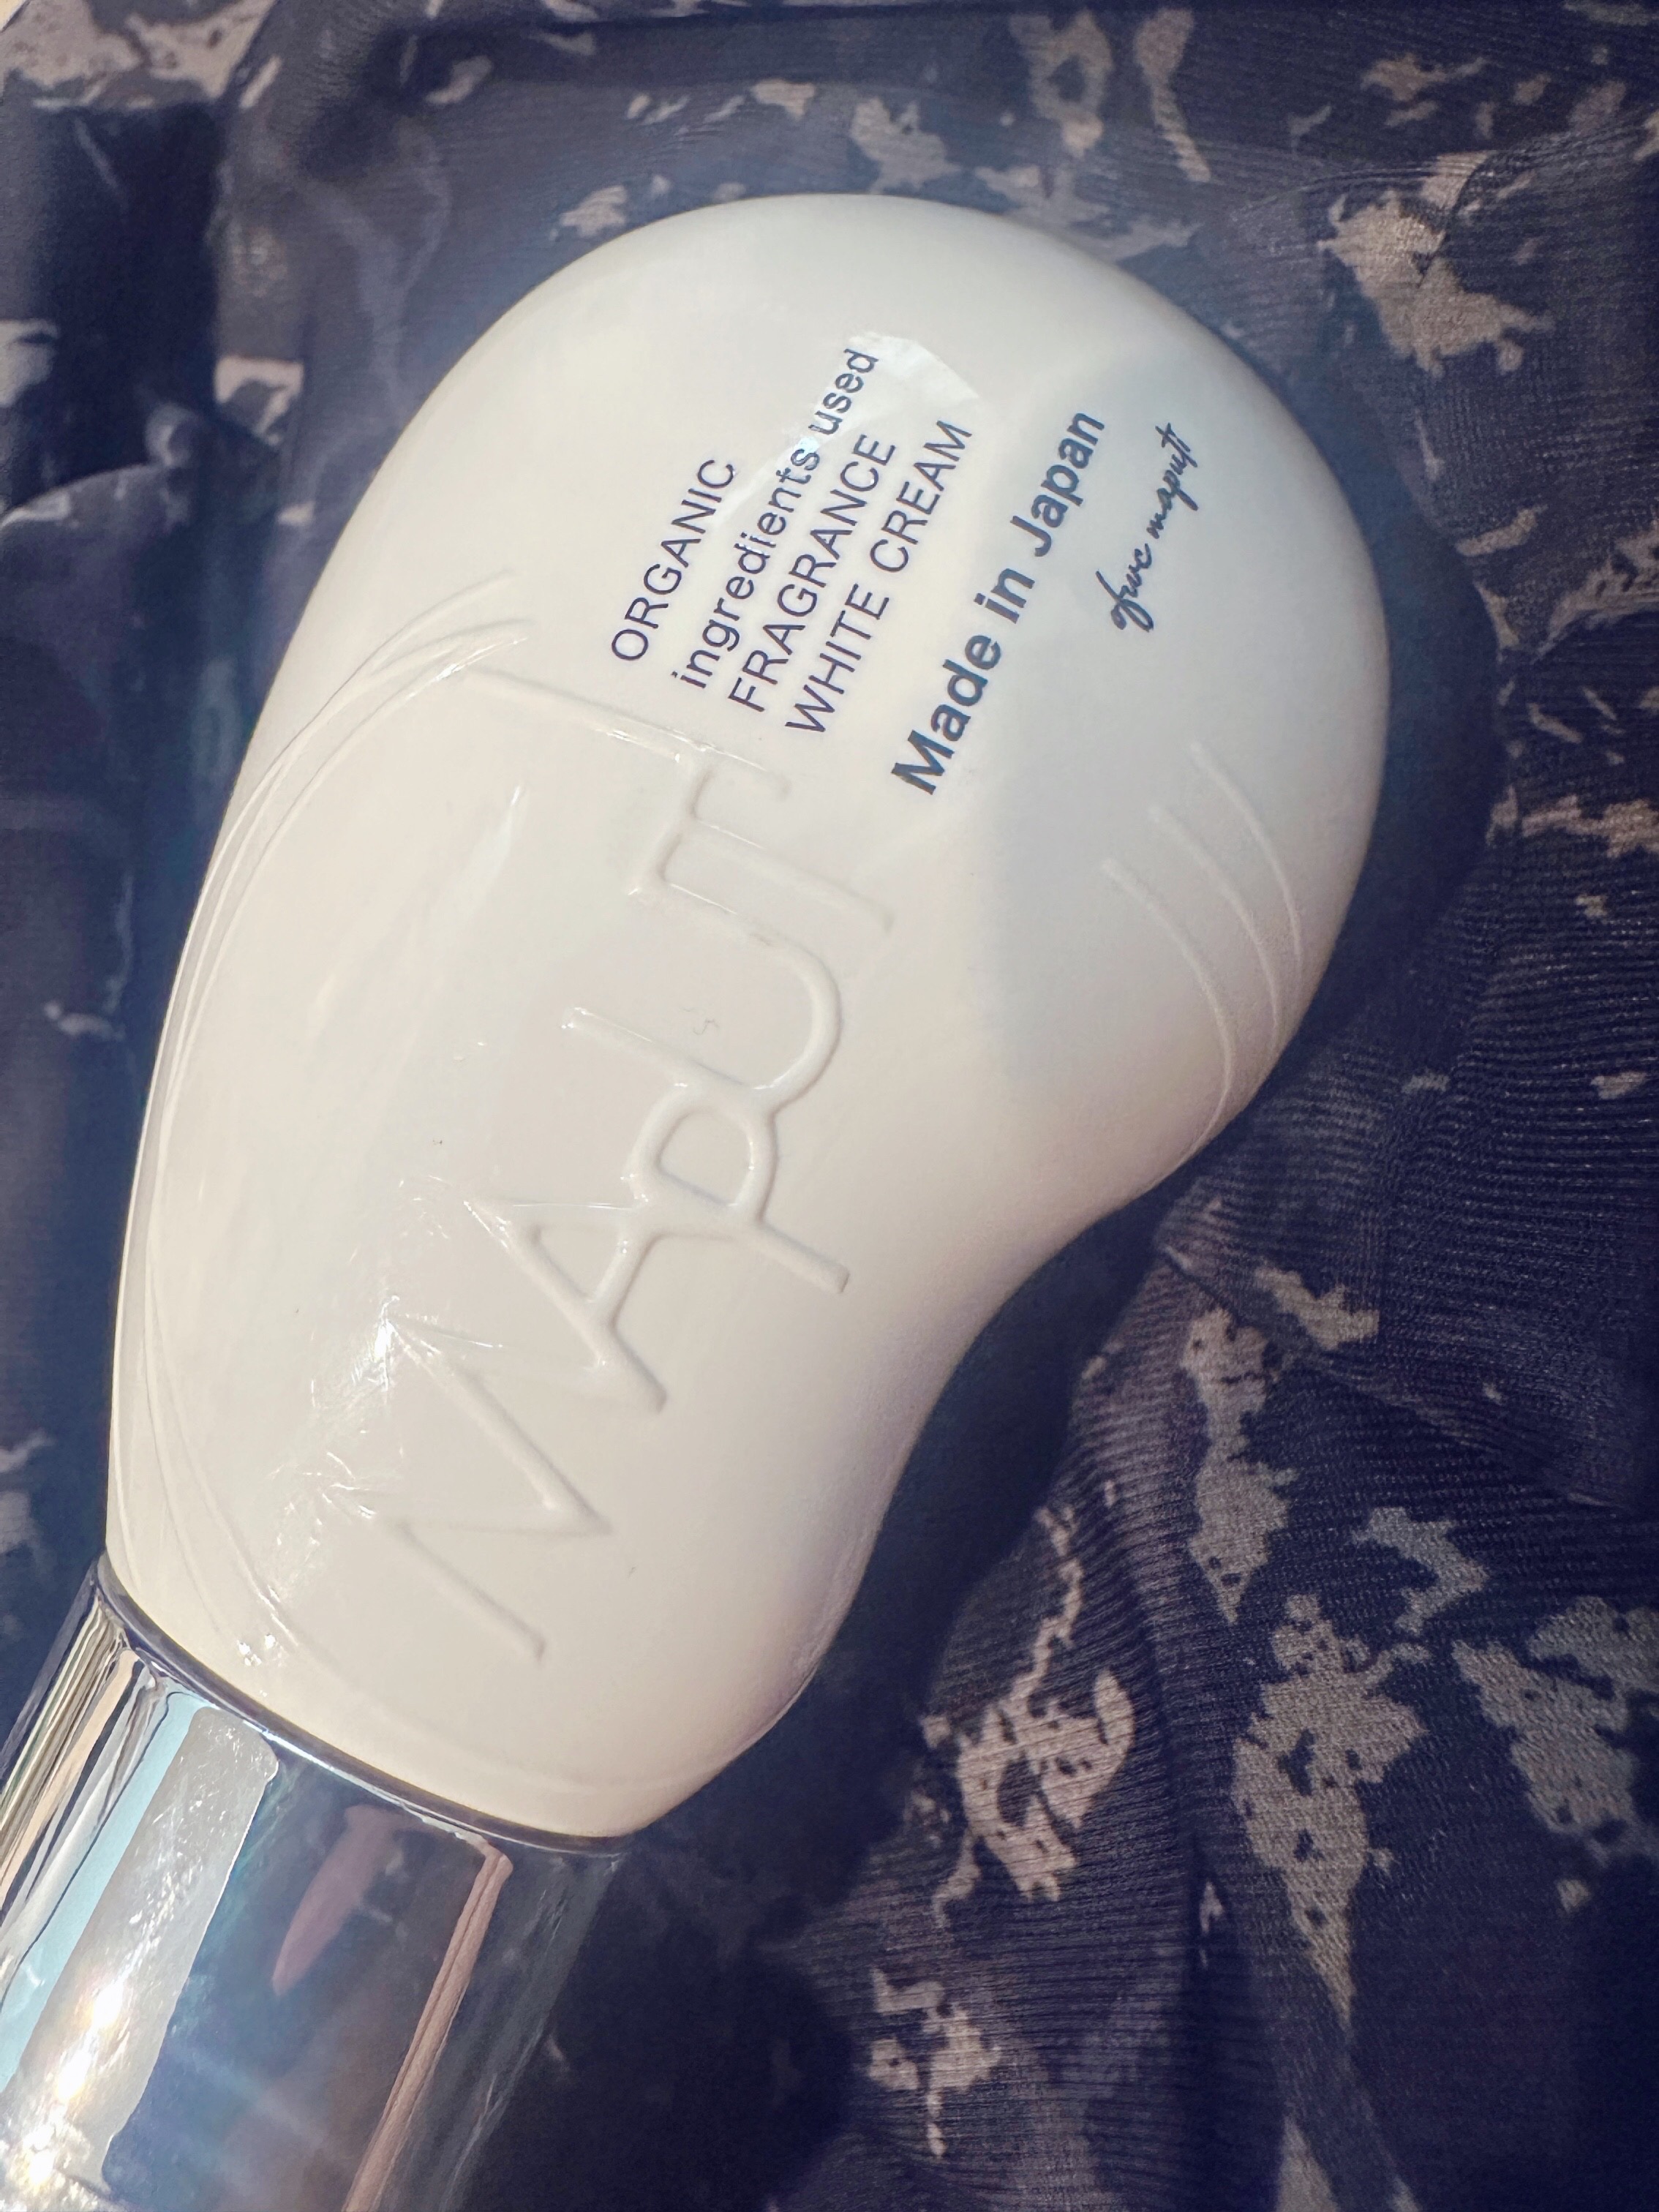 MAPUTI
ORGANIC
ingredients used
FRAGRANCE
WHITE CREAM
Made in Japan